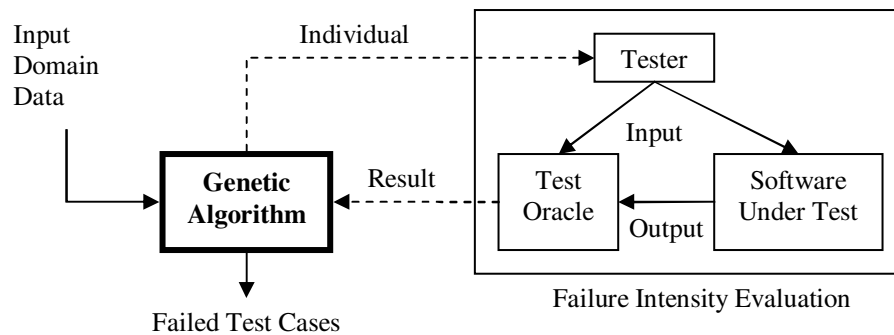 Input
Domain
Data
Individual
Tester
Input
Genetic
Algorithm
Result
Test
Oracle
Output
Software
Under Test
Failed Test Cases
Failure Intensity Evaluation